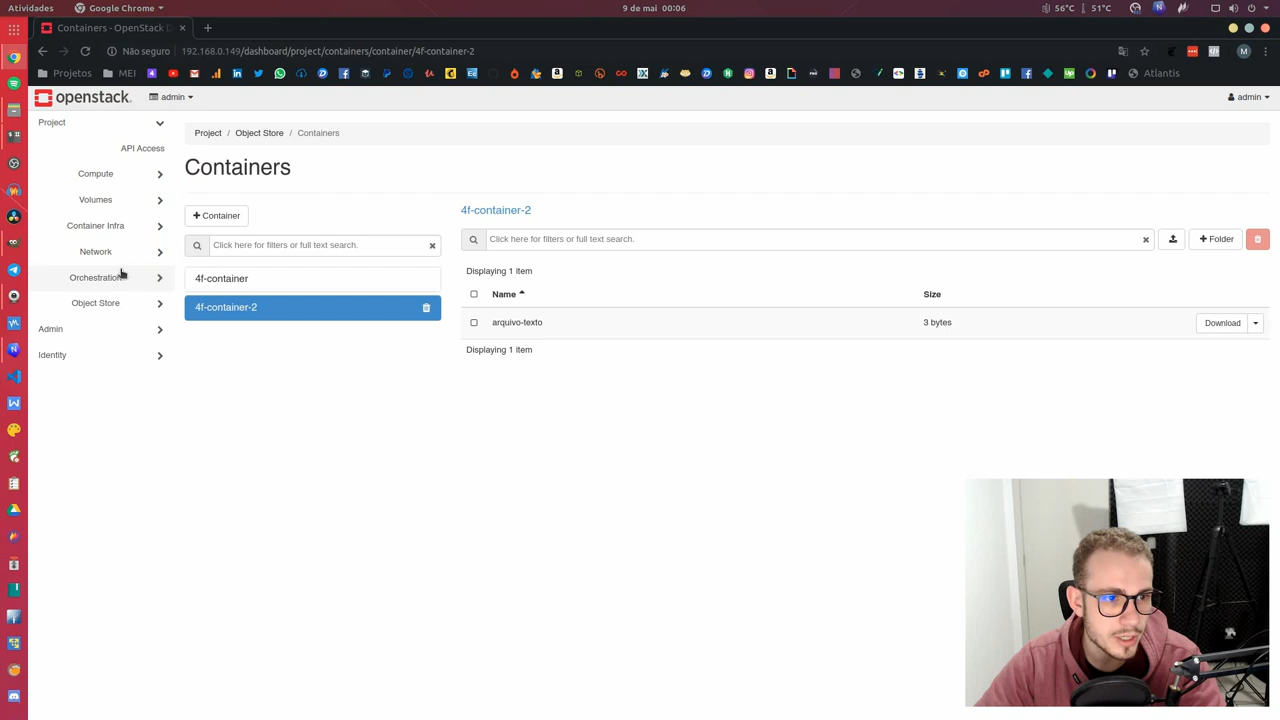 Atividades
Google Chrome
9 de mai 00:06
56°C
51°C
Containers - OpenStack D
Não seguro
192.168.0.149/dashboard/project/containers/container/4f-container-2
M
Projetos
MEI
Atlantis
openstack.
admin
admin
Project
API Access
Compute
Volumes
Container Infra
Network
Orchestration
Object Store
Admin
Identity
Project / Object Store / Containers
Containers
+ Container
Click here for filters or full text search.
4f-container
4f-container-2
4f-container-2
Click here for filters or full text search.
+ Folder
Displaying 1 item
Name
Size
arquivo-texto
3 bytes
Download
Displaying 1 item